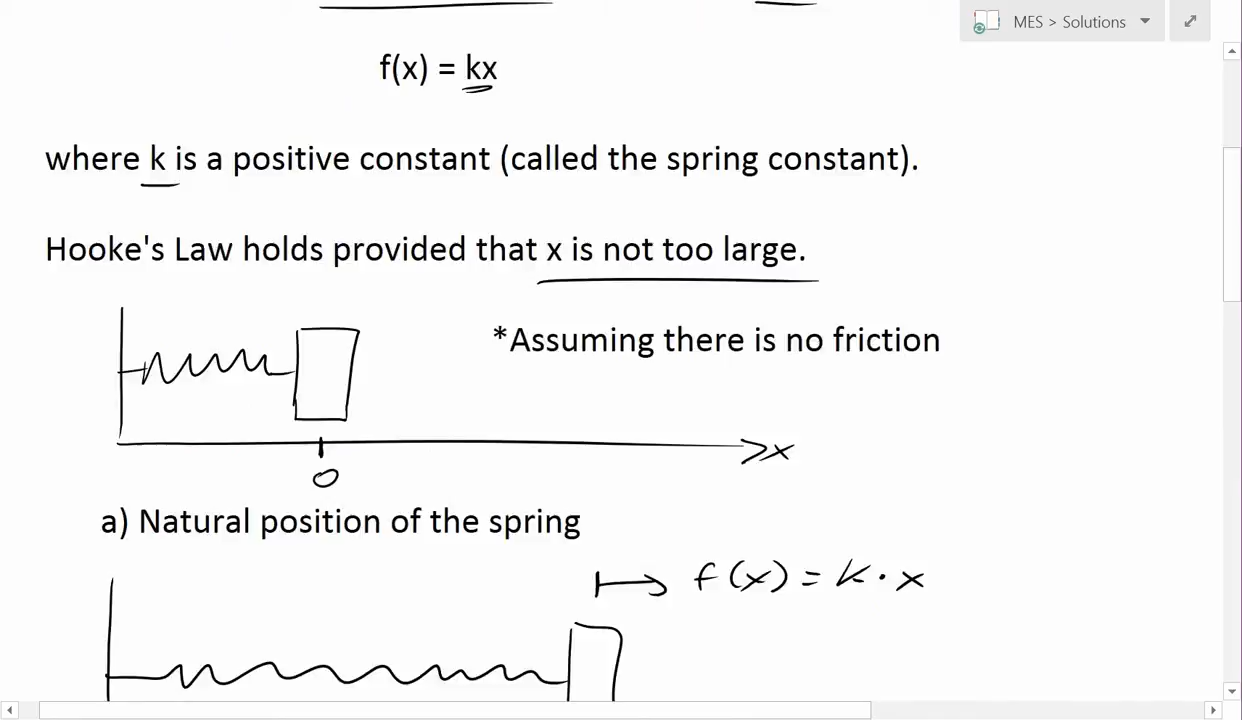 MES > Solutions
f(x) = kx
where k is a positive constant (called the spring constant).
Hooke's Law holds provided that x is not too large.
*Assuming there is no friction
x
0
a) Natural position of the spring
f(x) = k · x